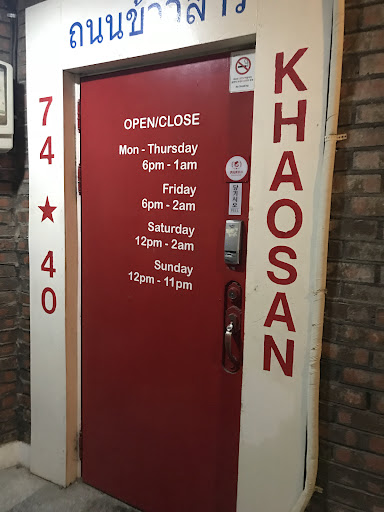 ถนนข้าวสาร
74 ★ 40
KHAOSAN
OPEN/CLOSE
Mon - Thursday
6pm - 1am
Friday
6pm - 2am
Saturday
12pm - 2am
Sunday
12pm - 11pm